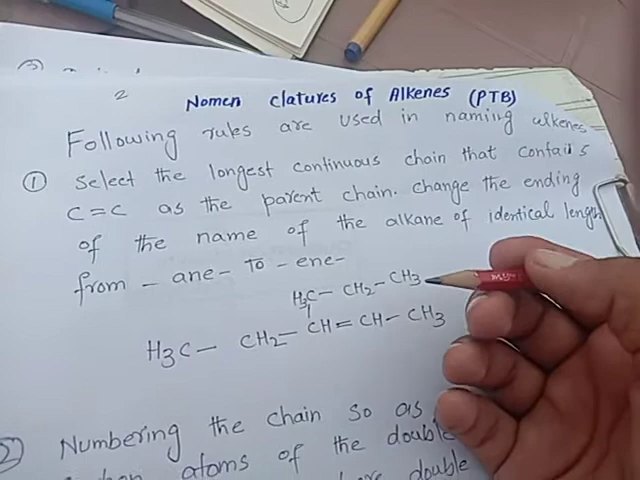 2
Nomen clatures of Alkenes (PTB)
Following rules are used in naming alkenes
① Select the longest continuous chain that contains
C=C as the parent chain. Change the ending
of the name of the alkane of identical length
from - ane - To - ene -
H3C - CH2 - CH3
H3C - CH2 - CH = CH - CH3
② Numbering the chain so as
atoms of the double
double